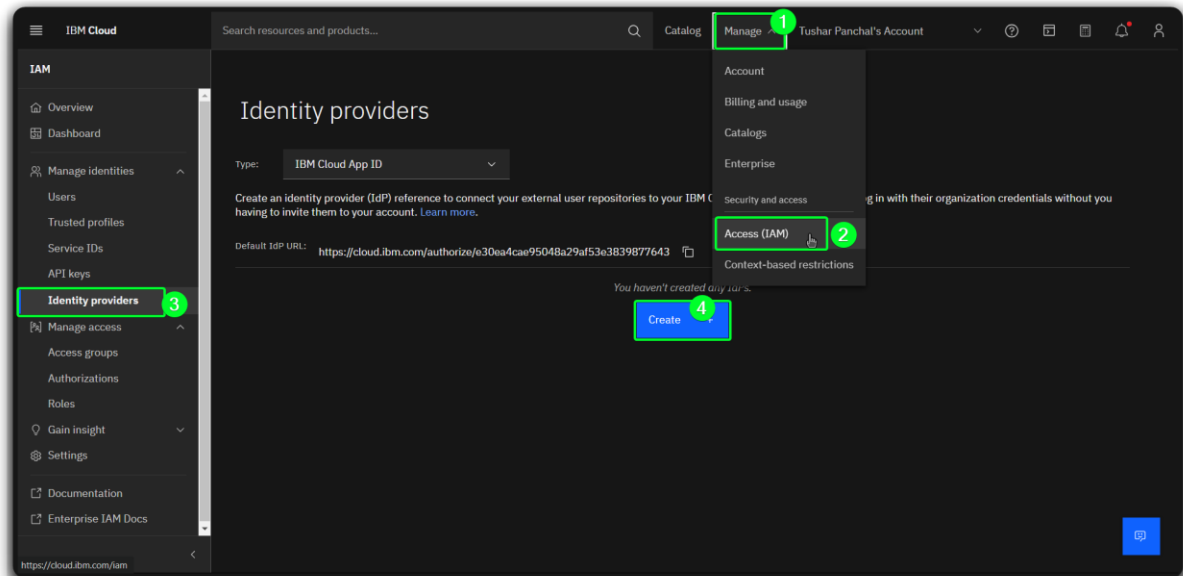 IBM Cloud
Search resources and products...
Catalog
Manage
1
Tushar Panchal's Account
IAM
Overview
Dashboard
Manage identities
Users
Trusted profiles
Service IDs
API keys
Identity providers
3
Manage access
Access groups
Authorizations
Roles
Gain insight
Settings
Documentation
Enterprise IAM Docs
https://cloud.ibm.com/iam
Account
Billing and usage
Catalogs
Enterprise
Security and access
Access (IAM)
2
Context-based restrictions
Identity providers
Type:
IBM Cloud App ID
Create an identity provider (IdP) reference to connect your external user repositories to your IBM g in with their organization credentials without you
having to invite them to your account. Learn more.
Default IdP URL:
https://cloud.ibm.com/authorize/e30ea4cae95048a29af53e3839877643
You haven't created any IdPs.
Create
4